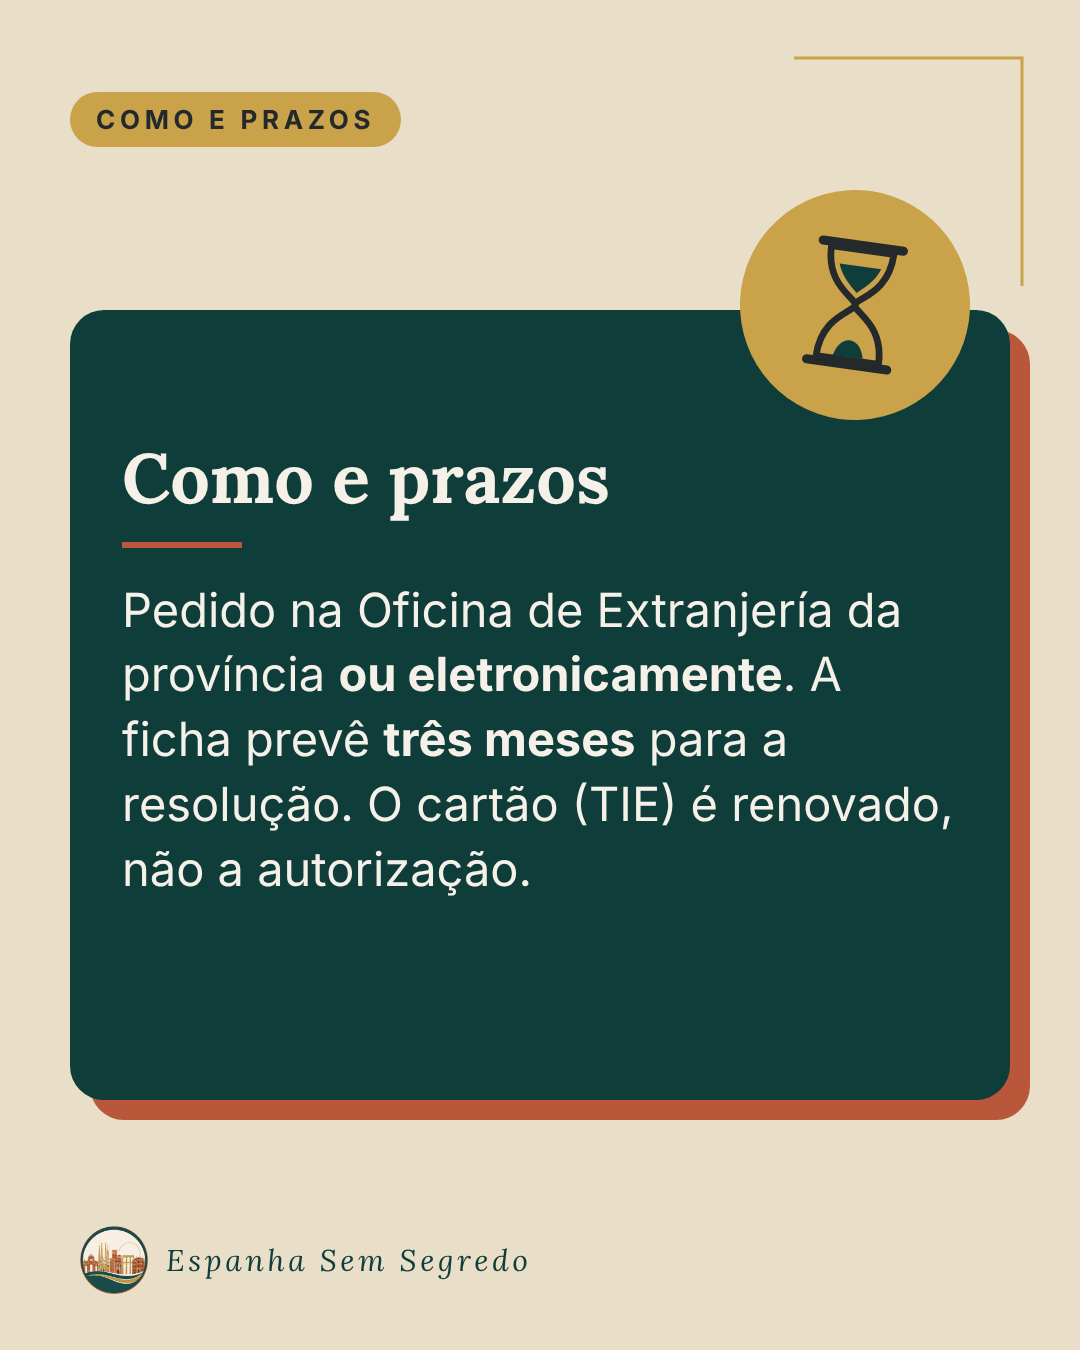 COMO E PRAZOS
Como e prazos
Pedido na Oficina de Extranjería da
província ou eletronicamente. A
ficha prevê três meses para a
resolução. O cartão (TIE) é renovado,
não a autorização.
Espanha Sem Segredo